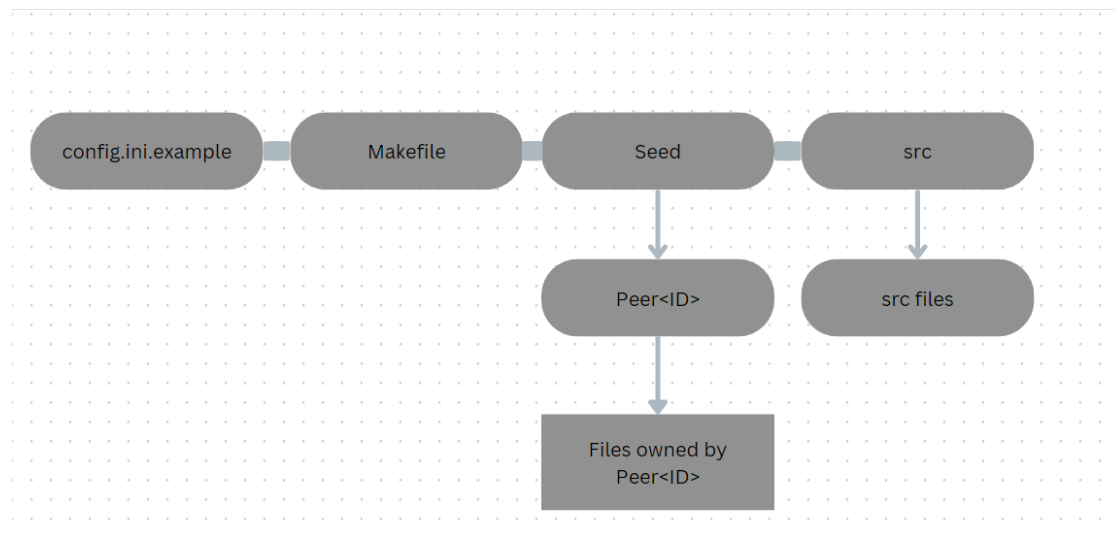 config.ini.example
Makefile
Seed
src
Peer<ID>
src files
Files owned by
Peer<ID>